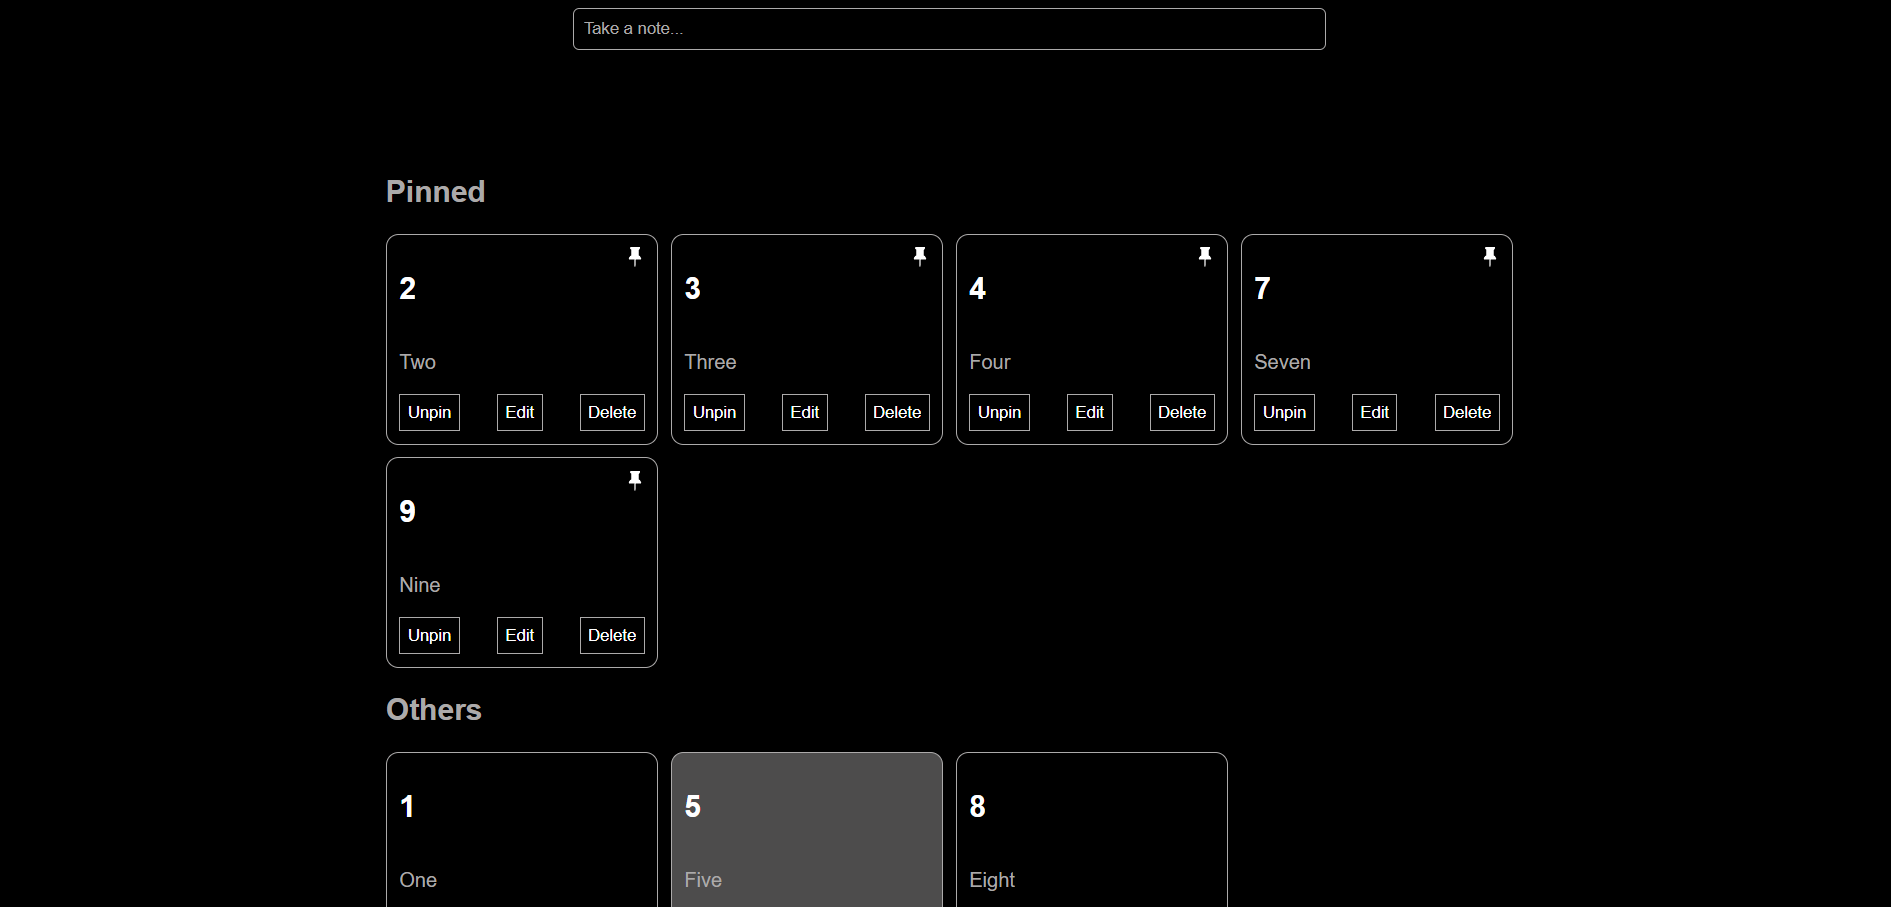 Take a note...
Pinned
2 3 4 7
Two Three Four Seven
Unpin Edit Delete Unpin Edit Delete Unpin Edit Delete Unpin Edit Delete
9
Nine
Unpin Edit Delete
Others
1 5 8
One Five Eight